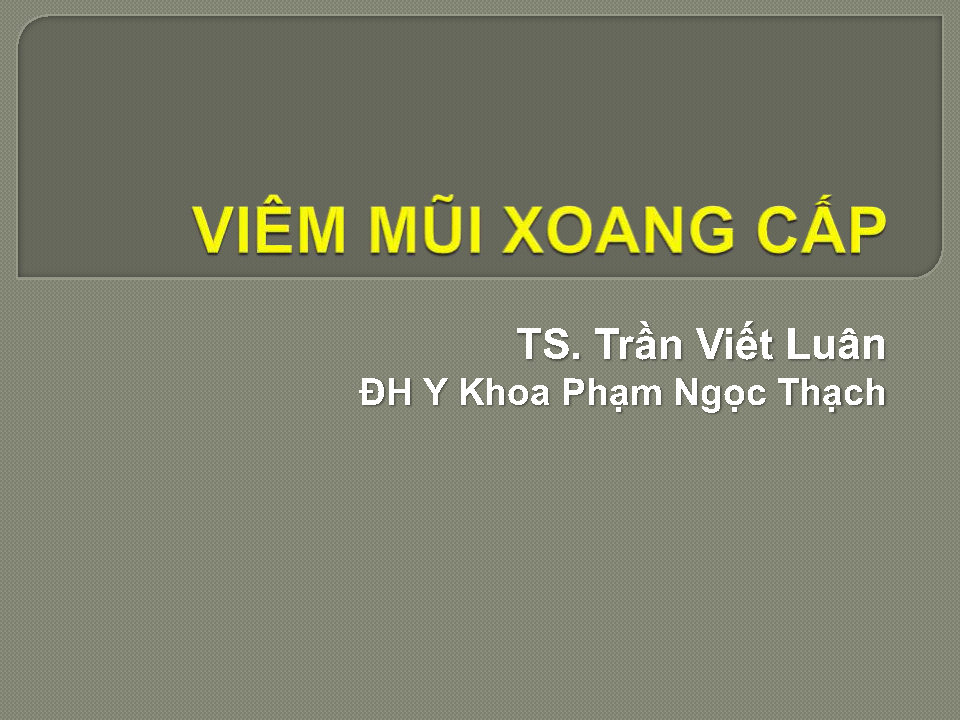 VIÊM MŨI XOANG CẤP
TS. Trần Viết Luân
ĐH Y Khoa Phạm Ngọc Thạch